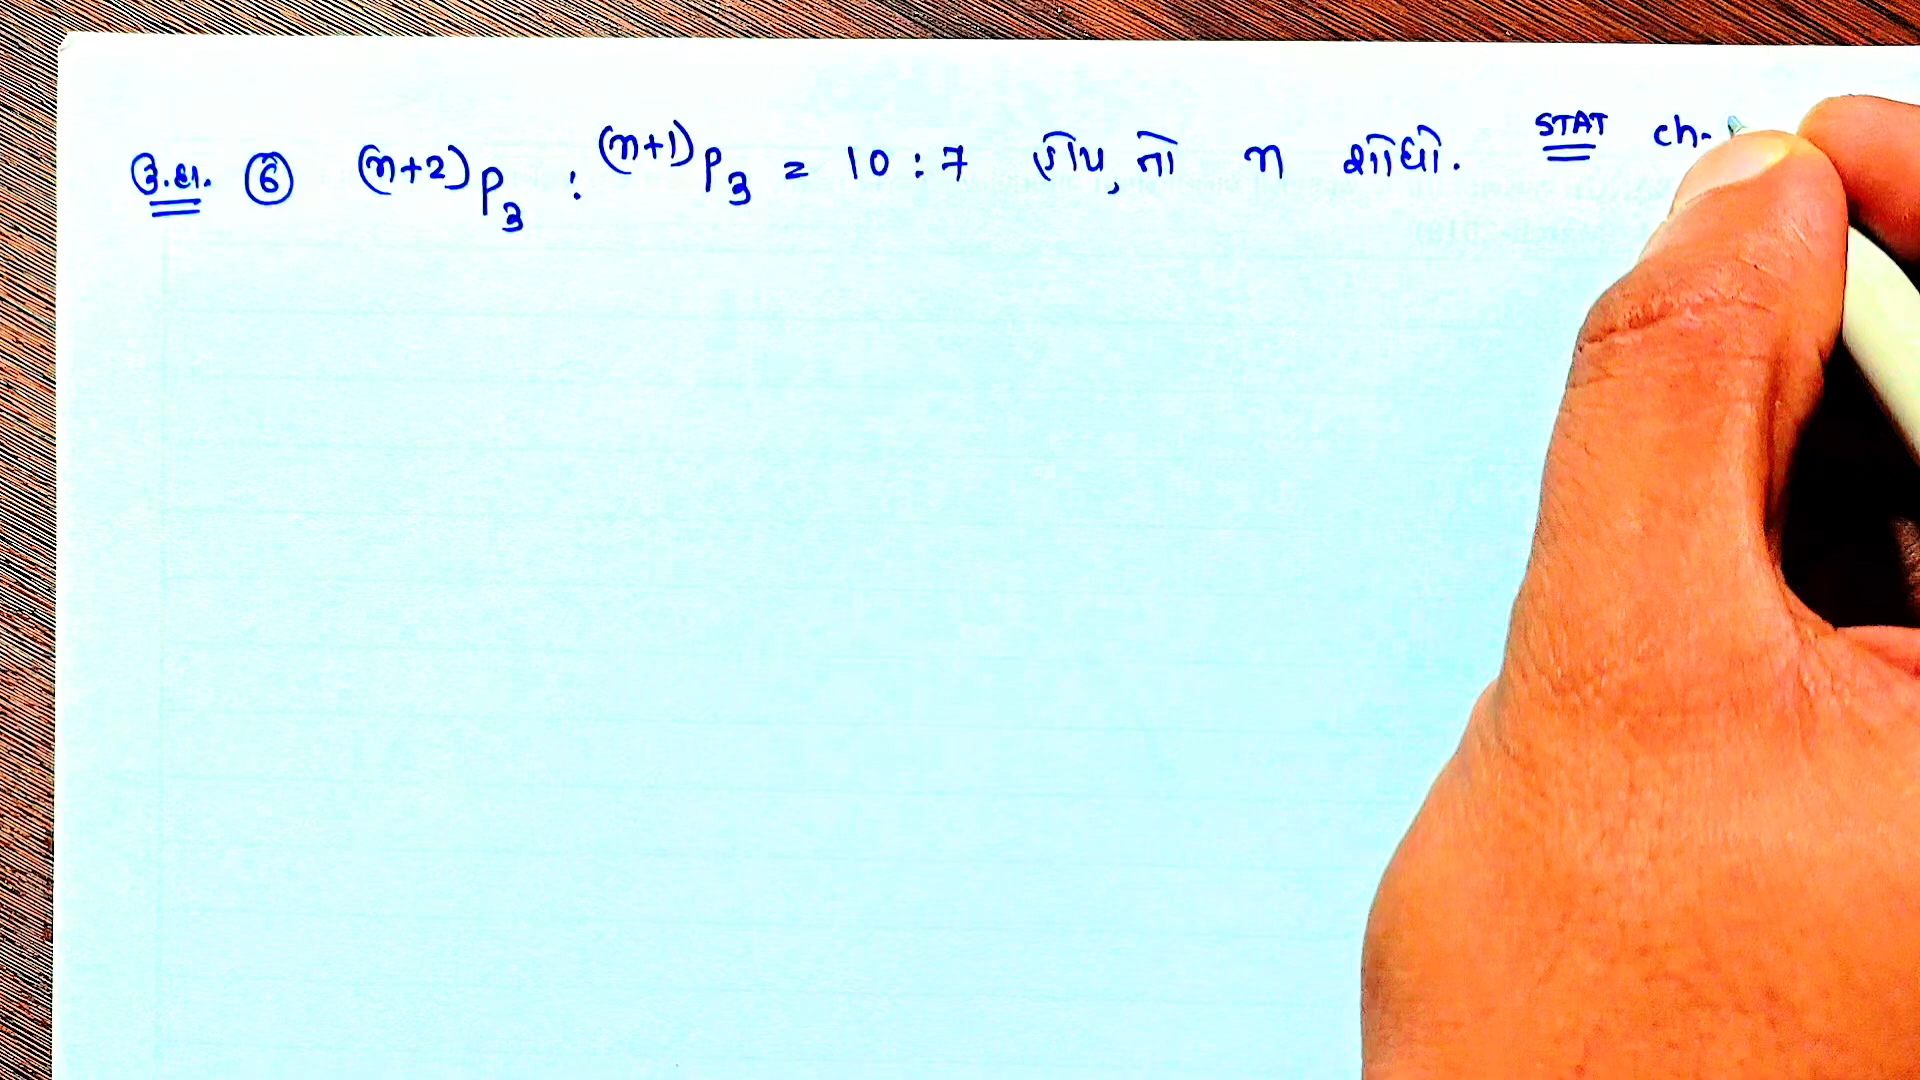 ઉ.દા. ⑥ (n+2)P₃ : (n+1)P₃ = 10 : 7 હોય, તો n શોધો. STAT ch.